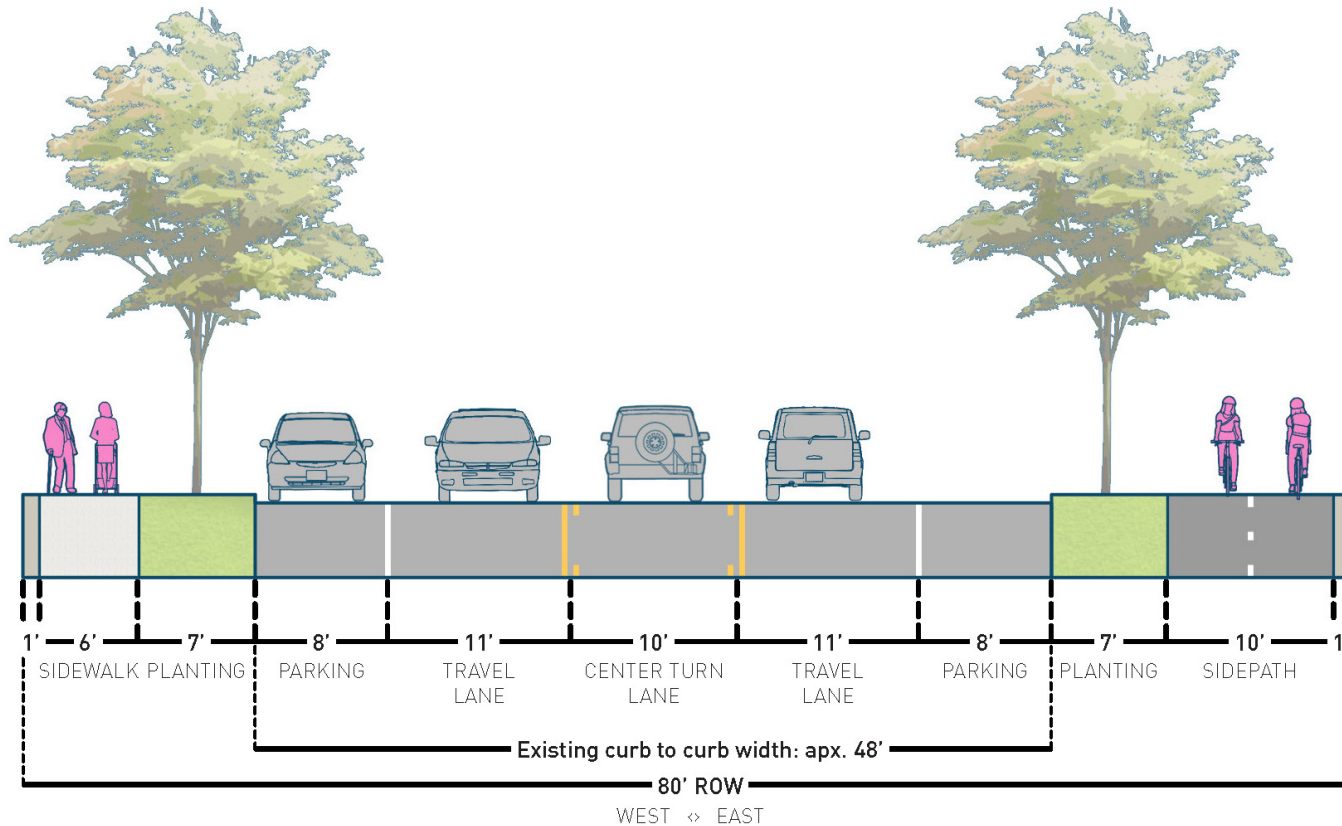 1' 6' 7' 8' 11' 10' 11' 8' 7' 10' 1
SIDEWALK PLANTING PARKING TRAVEL LANE CENTER TURN LANE TRAVEL LANE PARKING PLANTING SIDEPATH
Existing curb to curb width: apx. 48'
80' ROW
WEST <> EAST